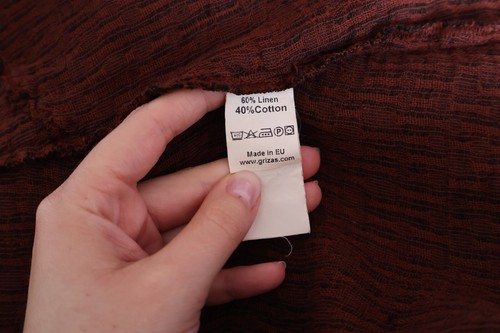 60% Linen
40%Cotton
Made in EU
www.grizas.com